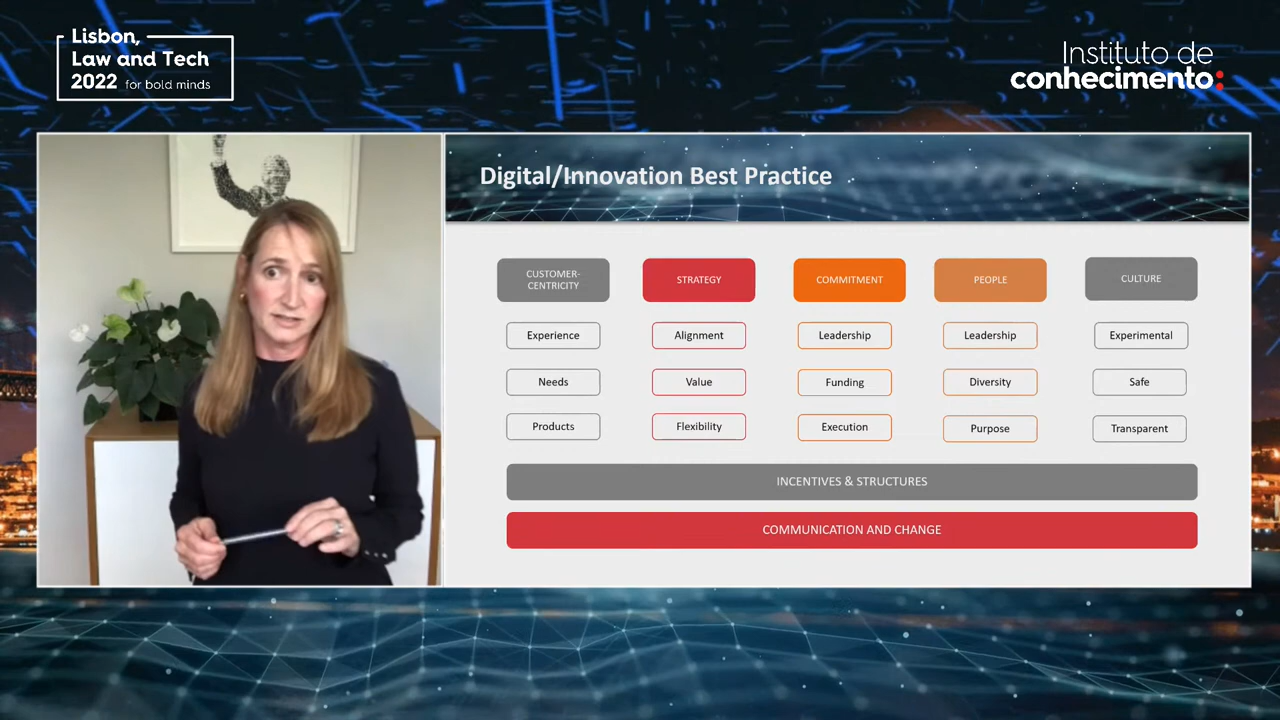 Lisbon,
Law and Tech
2022 for bold minds
Instituto de
conhecimento:
Digital/Innovation Best Practice
CUSTOMER-
CENTRICITY
STRATEGY
COMMITMENT
PEOPLE
CULTURE
Experience
Alignment
Leadership
Leadership
Experimental
Needs
Value
Funding
Diversity
Safe
Products
Flexibility
Execution
Purpose
Transparent
INCENTIVES & STRUCTURES
COMMUNICATION AND CHANGE